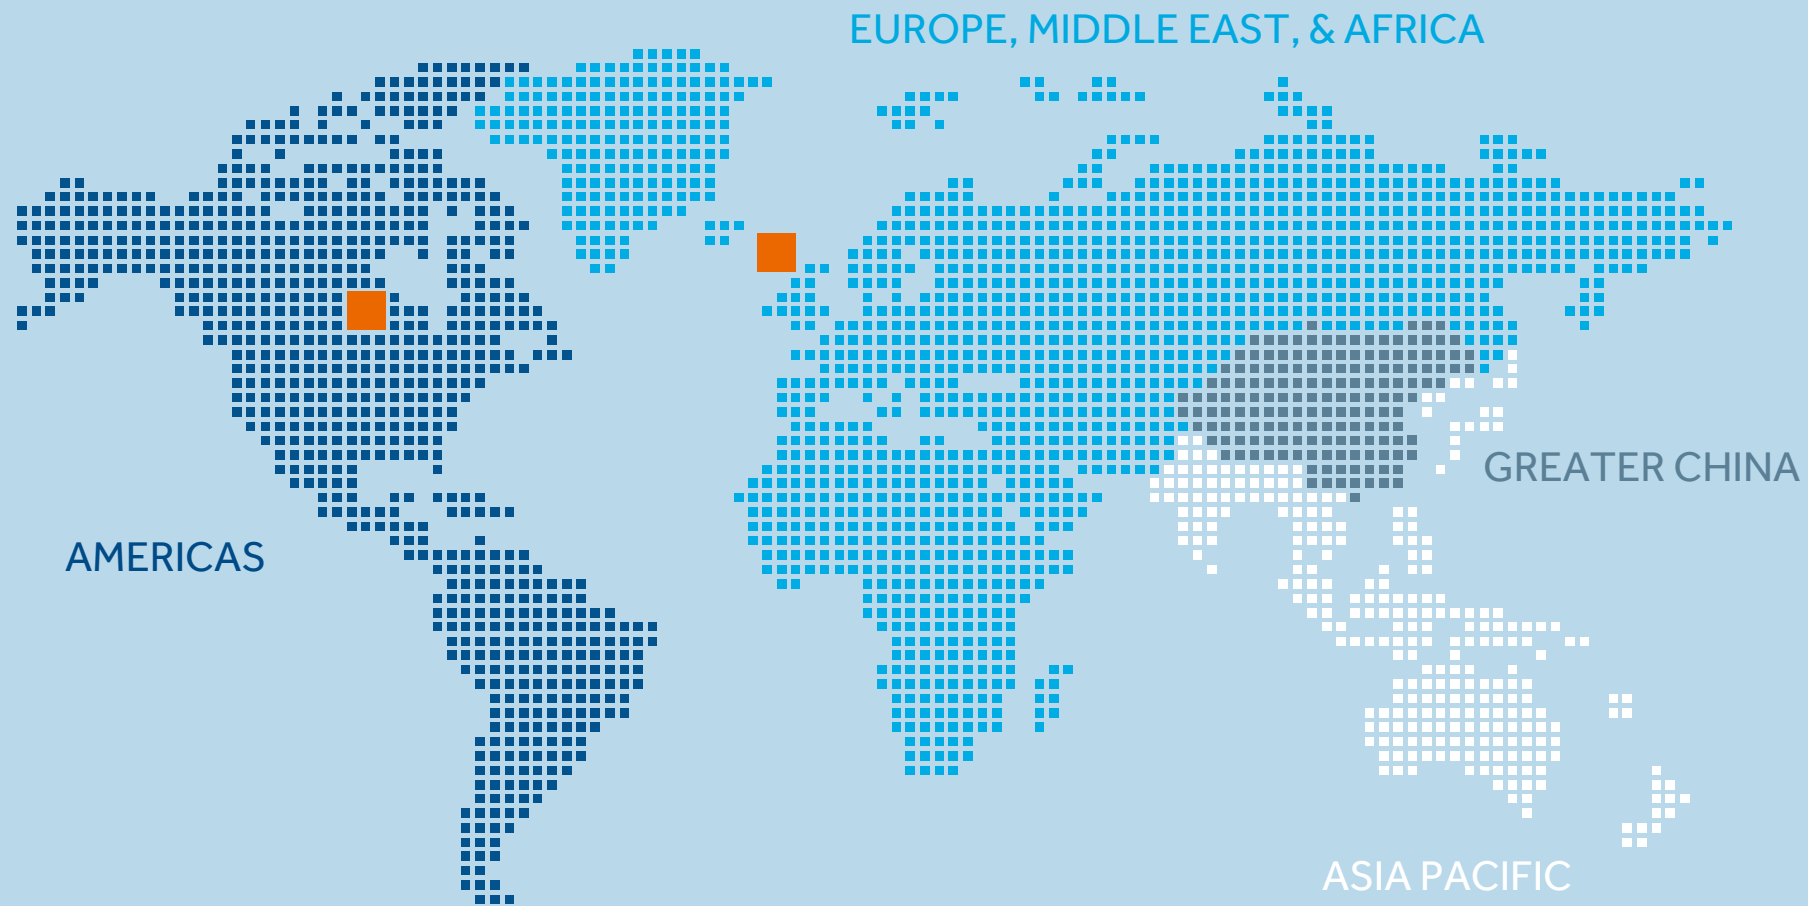 EUROPE, MIDDLE EAST, & AFRICA
GREATER CHINA
AMERICAS
ASIA PACIFIC